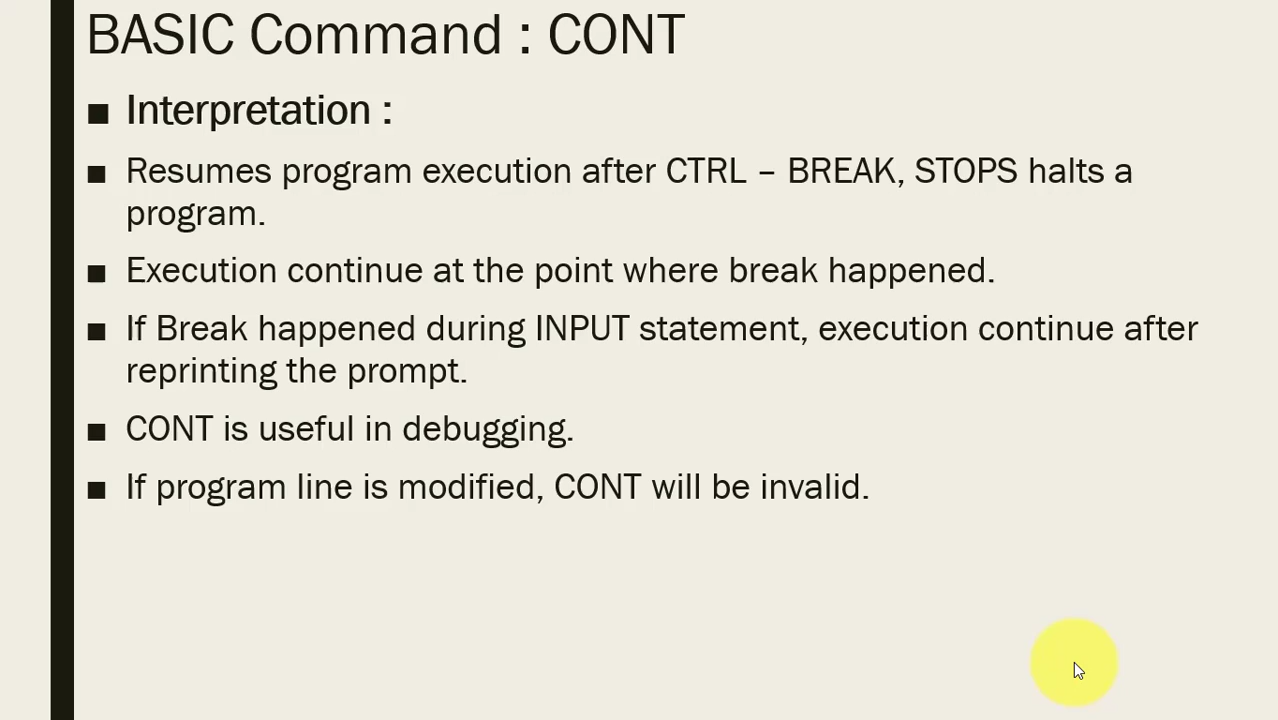 BASIC Command : CONT
■ Interpretation :
■ Resumes program execution after CTRL – BREAK, STOPS halts a
program.
■ Execution continue at the point where break happened.
■ If Break happened during INPUT statement, execution continue after
reprinting the prompt.
■ CONT is useful in debugging.
■ If program line is modified, CONT will be invalid.